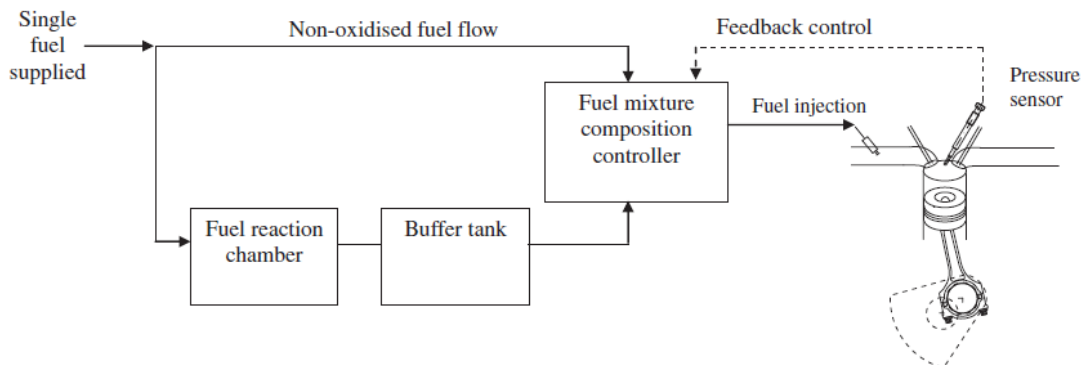 Single
fuel
supplied
Non-oxidised fuel flow
Feedback control
Pressure
sensor
Fuel mixture
composition
controller
Fuel injection
Fuel reaction
chamber
Buffer tank